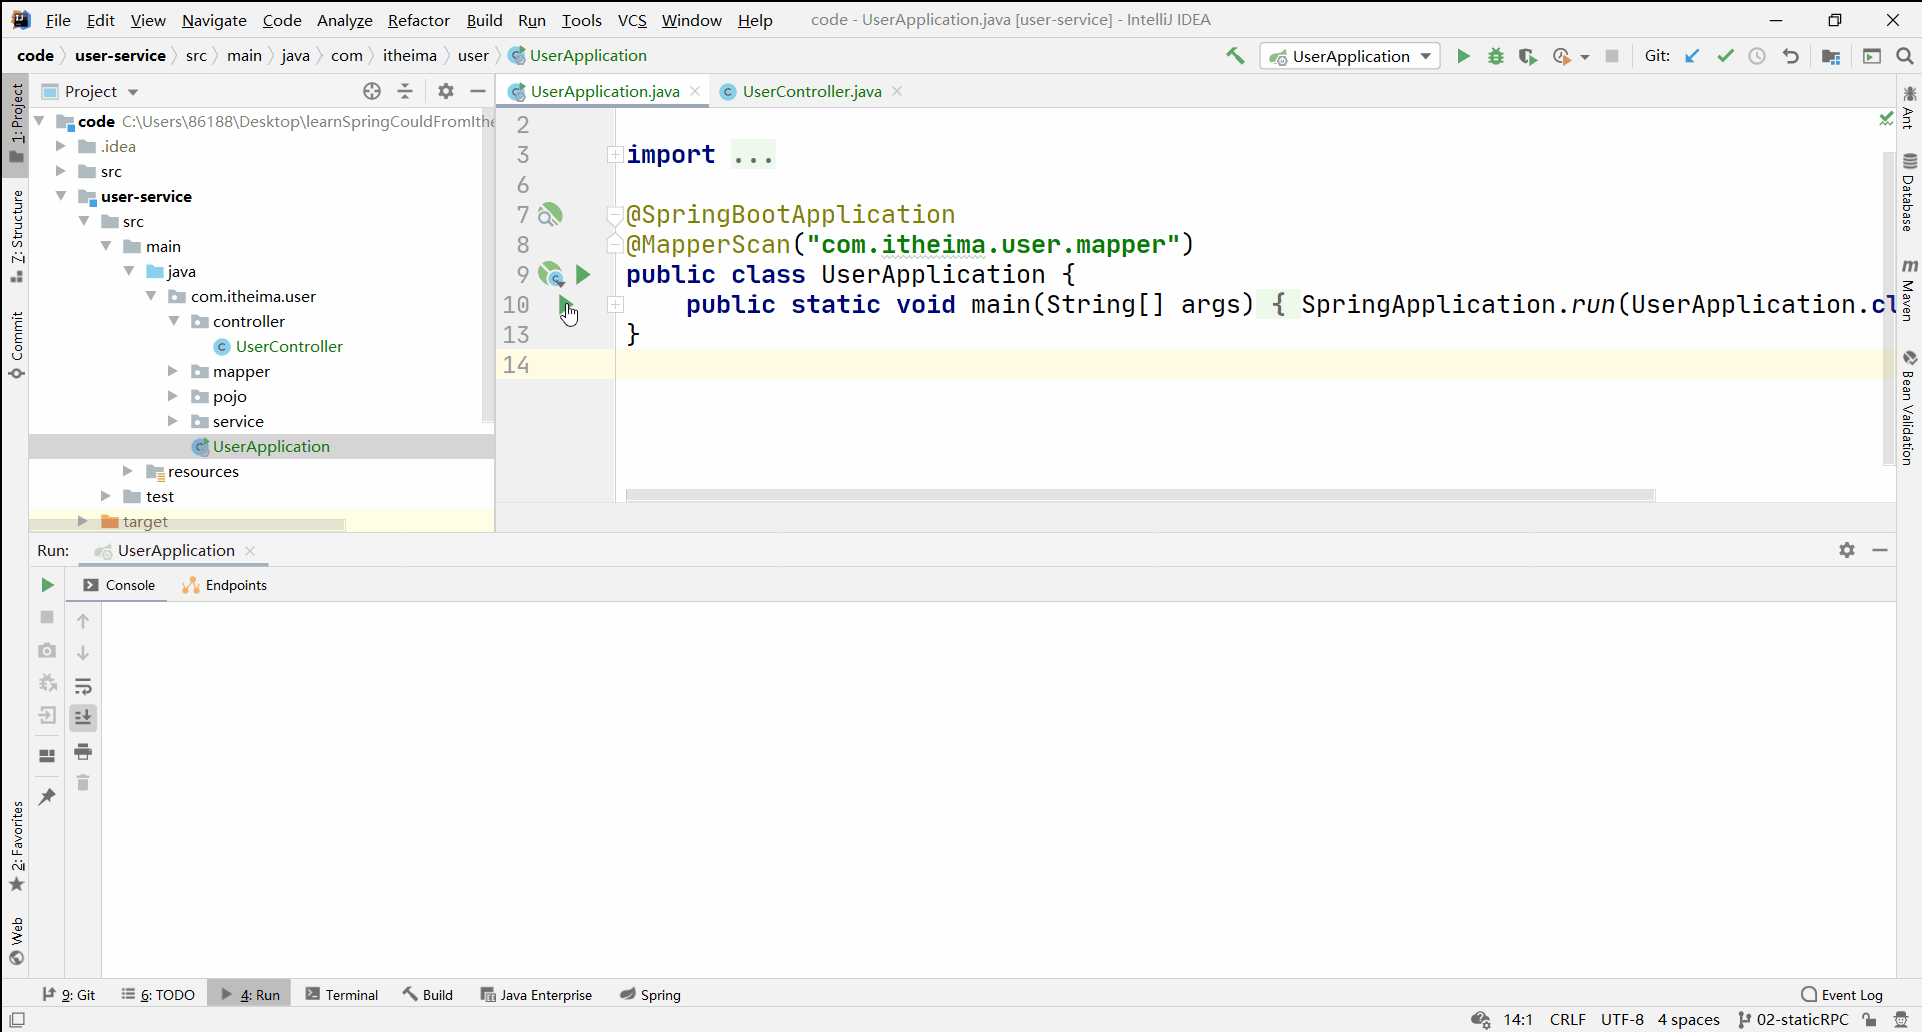 File Edit View Navigate Code Analyze Refactor Build Run Tools VCS Window Help code - UserApplication.java [user-service] - IntelliJ IDEA
code user-service src main java com itheima user UserApplication UserApplication Git:
1: Project
Z: Structure
Commit
2: Favorites
Web
Project
code C:\Users\86188\Desktop\learnSpringCouldFromIthe
.idea
src
user-service
src
main
java
com.itheima.user
controller
UserController
mapper
pojo
service
UserApplication
resources
test
target
UserApplication.java UserController.java
2
3 import ...
6
7 @SpringBootApplication
8 @MapperScan("com.itheima.user.mapper")
9 public class UserApplication {
10 public static void main(String[] args) { SpringApplication.run(UserApplication.cl
13 }
14
Ant
Database
Maven
Bean Validation
Run: UserApplication
Console Endpoints
9: Git 6: TODO 4: Run Terminal Build Java Enterprise Spring Event Log
14:1 CRLF UTF-8 4 spaces 02-staticRPC